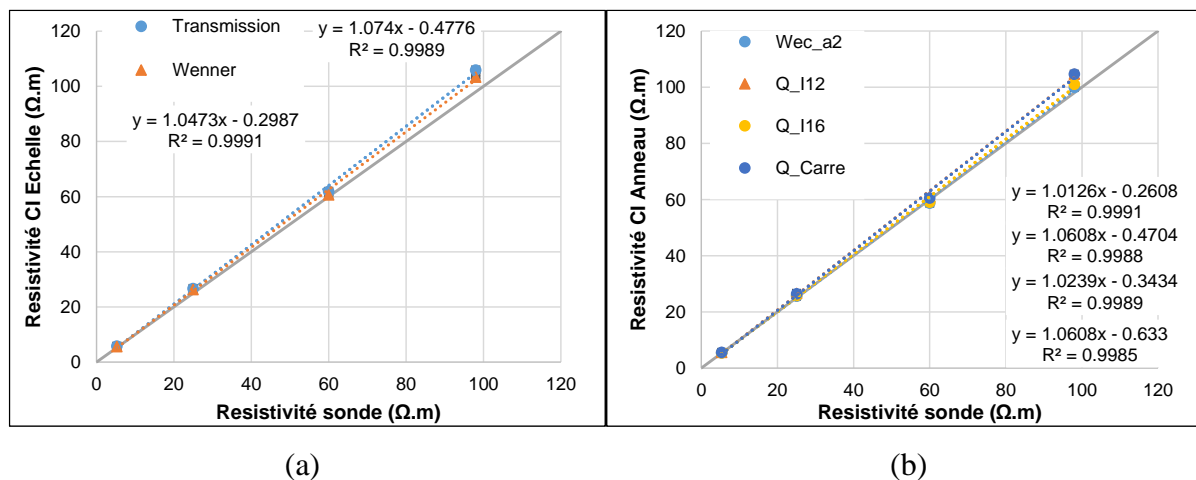 Transmission
Wenner
y = 1.074x - 0.4776
R² = 0.9989
y = 1.0473x - 0.2987
R² = 0.9991
Resistivité CI Echelle (Ω.m)
120
100
80
60
40
20
0
0 20 40 60 80 100 120
Resistivité sonde (Ω.m)
(a)
Wec_a2
Q_I12
Q_I16
Q_Carre
y = 1.0126x - 0.2608
R² = 0.9991
y = 1.0608x - 0.4704
R² = 0.9988
y = 1.0239x - 0.3434
R² = 0.9989
y = 1.0608x - 0.633
R² = 0.9985
Resistivité CI Anneau (Ω.m)
120
100
80
60
40
20
0
0 20 40 60 80 100 120
Resistivité sonde (Ω.m)
(b)